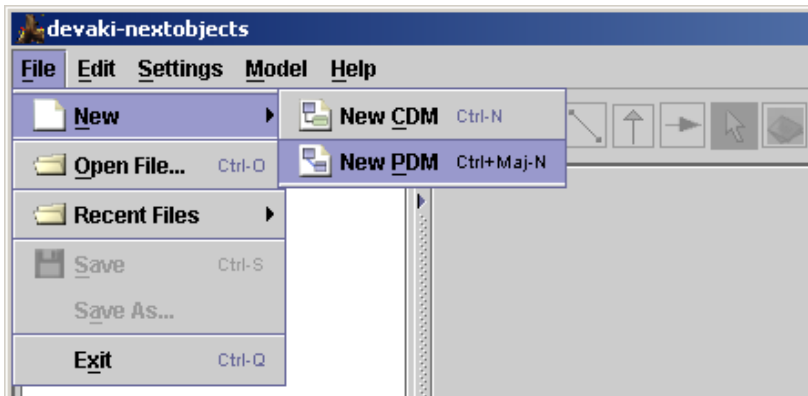 devaki-nextobjects
File Edit Settings Model Help
New
New CDM Ctrl-N
New PDM Ctrl+Maj-N
Open File... Ctrl-O
Recent Files
Save Ctrl-S
Save As...
Exit Ctrl-Q